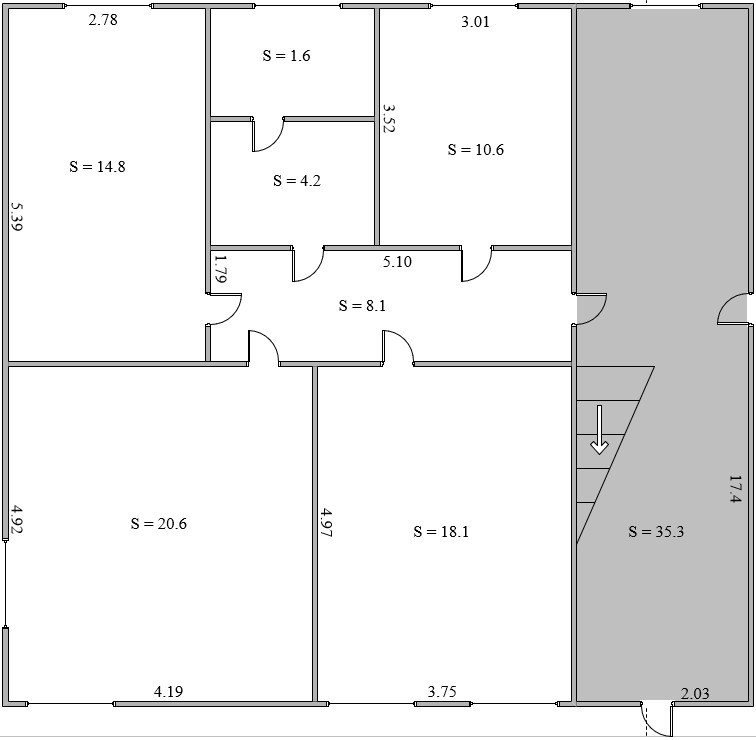 2.78
3.01
S = 1.6
3.52
S = 10.6
S = 14.8
S = 4.2
5.39
1.79
5.10
S = 8.1
17.4
4.92
4.97
S = 20.6
S = 18.1
S = 35.3
4.19
3.75
2.03